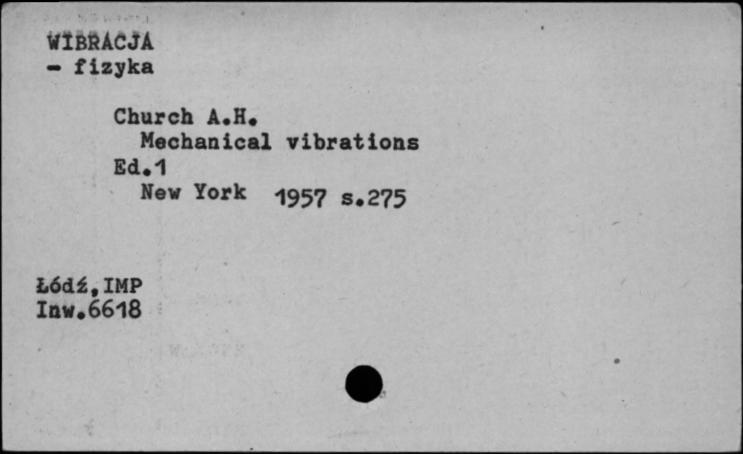 WIBRACJA
- fizyka
Church A.H.
Mechanical vibrations
Ed.1
New York 1957 s.275
Łódź,IMP
Inw.6618